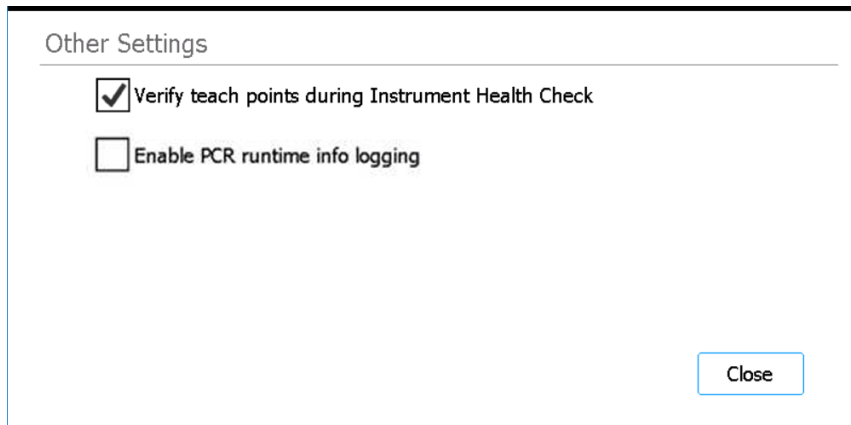 Other Settings
Verify teach points during Instrument Health Check
Enable PCR runtime info logging
Close